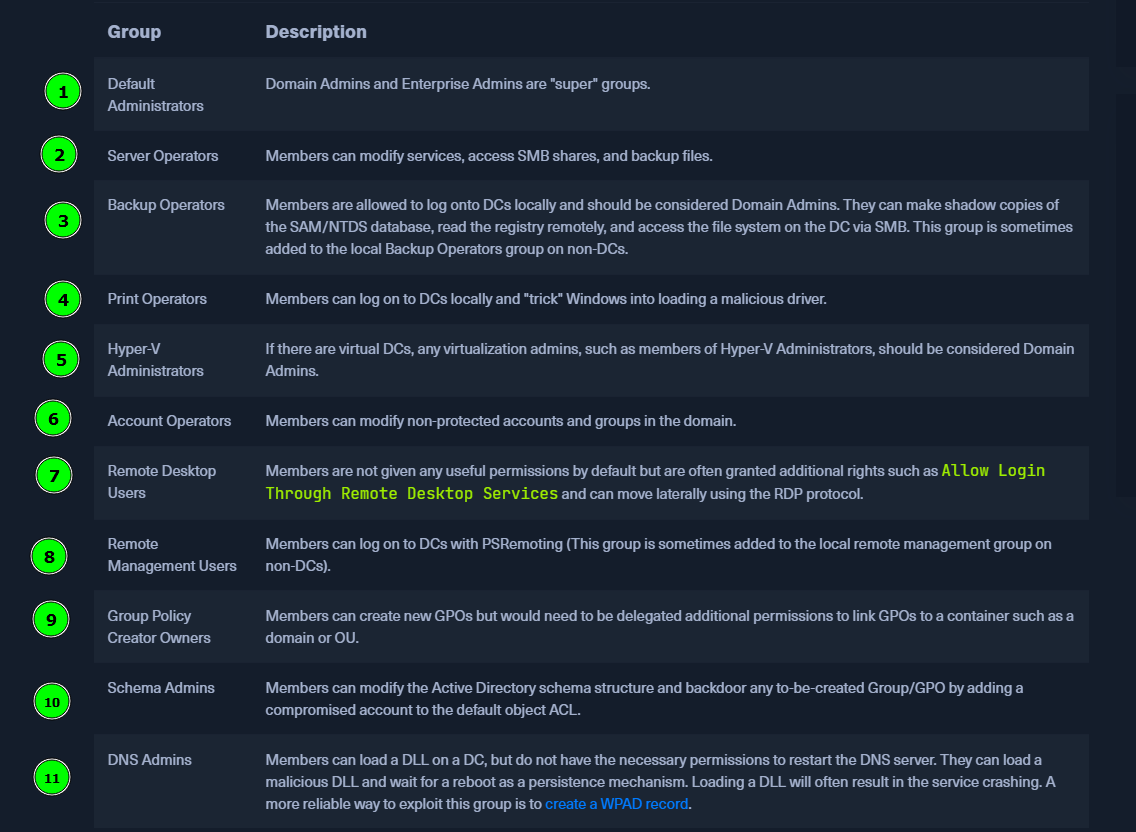 Group Description
1 Default Domain Admins and Enterprise Admins are "super" groups.
Administrators
2 Server Operators Members can modify services, access SMB shares, and backup files.
3 Backup Operators Members are allowed to log onto DCs locally and should be considered Domain Admins. They can make shadow copies of
the SAM/NTDS database, read the registry remotely, and access the file system on the DC via SMB. This group is sometimes
added to the local Backup Operators group on non-DCs.
4 Print Operators Members can log on to DCs locally and "trick" Windows into loading a malicious driver.
5 Hyper-V If there are virtual DCs, any virtualization admins, such as members of Hyper-V Administrators, should be considered Domain
Administrators Admins.
6 Account Operators Members can modify non-protected accounts and groups in the domain.
7 Remote Desktop Members are not given any useful permissions by default but are often granted additional rights such as Allow Login
Users Through Remote Desktop Services and can move laterally using the RDP protocol.
8 Remote Members can log on to DCs with PSRemoting (This group is sometimes added to the local remote management group on
Management Users non-DCs).
9 Group Policy Members can create new GPOs but would need to be delegated additional permissions to link GPOs to a container such as a
Creator Owners domain or OU.
10 Schema Admins Members can modify the Active Directory schema structure and backdoor any to-be-created Group/GPO by adding a
compromised account to the default object ACL.
11 DNS Admins Members can load a DLL on a DC, but do not have the necessary permissions to restart the DNS server. They can load a
malicious DLL and wait for a reboot as a persistence mechanism. Loading a DLL will often result in the service crashing. A
more reliable way to exploit this group is to create a WPAD record.